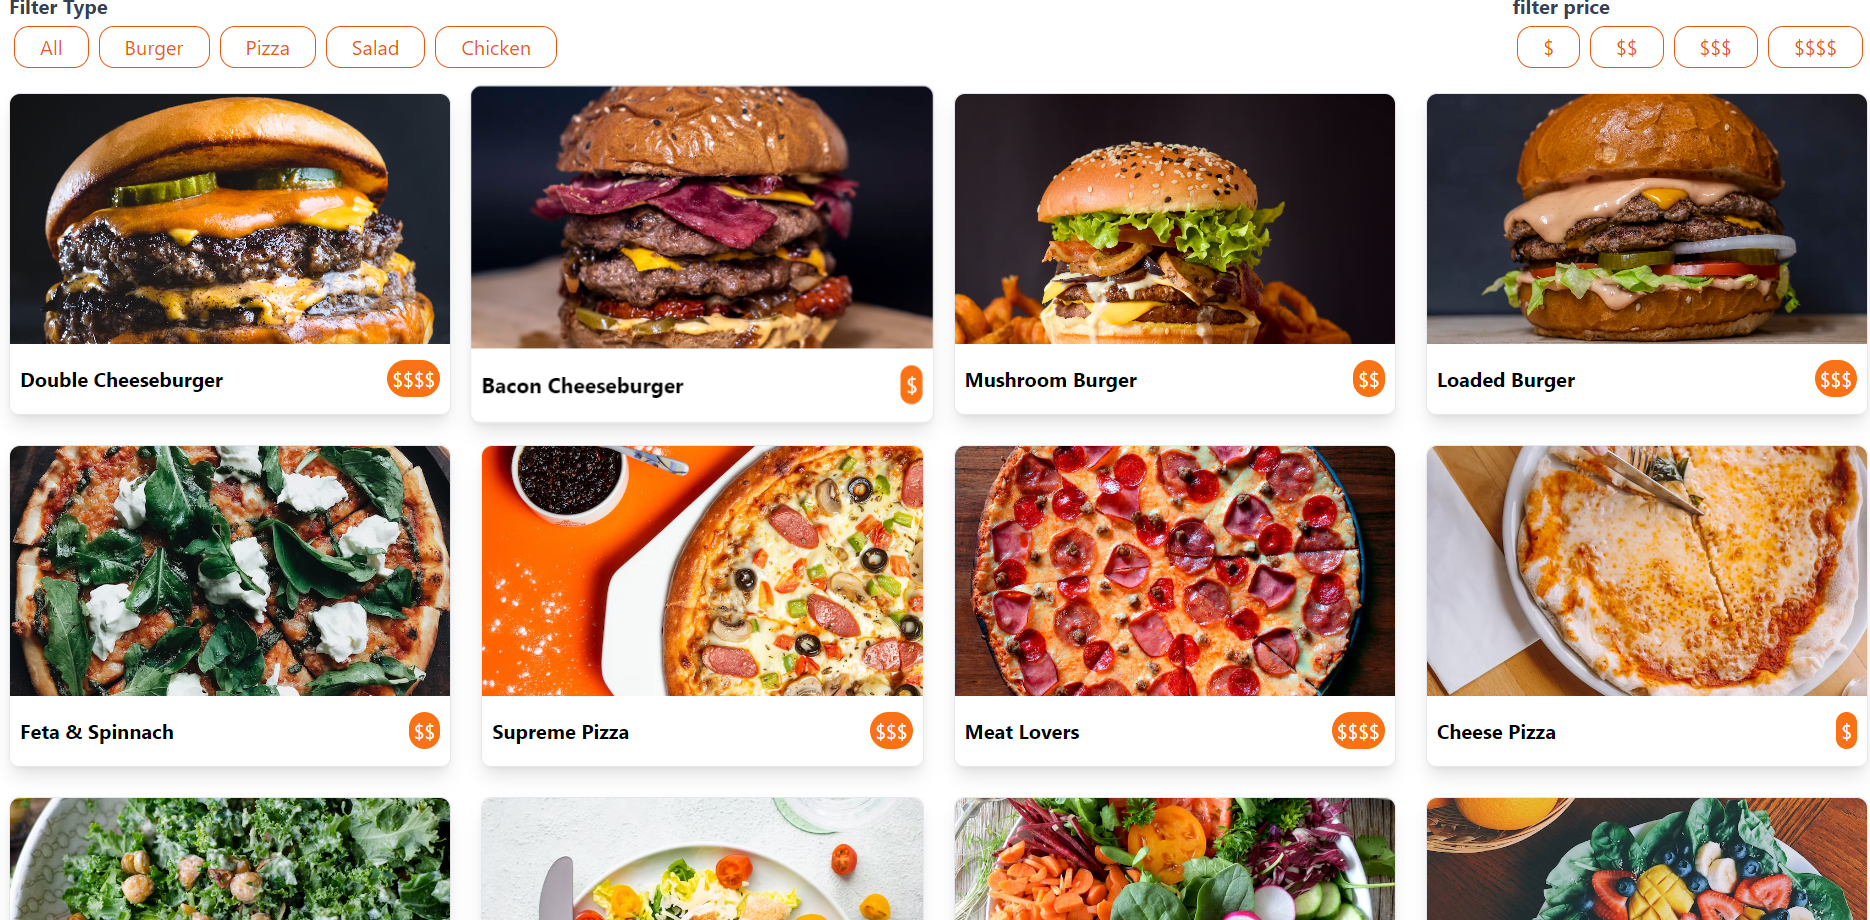 Filter Type
filter price
All
Burger
Pizza
Salad
Chicken
$
$$
$$$
$$$$
Double Cheeseburger
$$$$
Bacon Cheeseburger
$
Mushroom Burger
$$
Loaded Burger
$$$
Feta & Spinnach
$$
Supreme Pizza
$$$
Meat Lovers
$$$$
Cheese Pizza
$